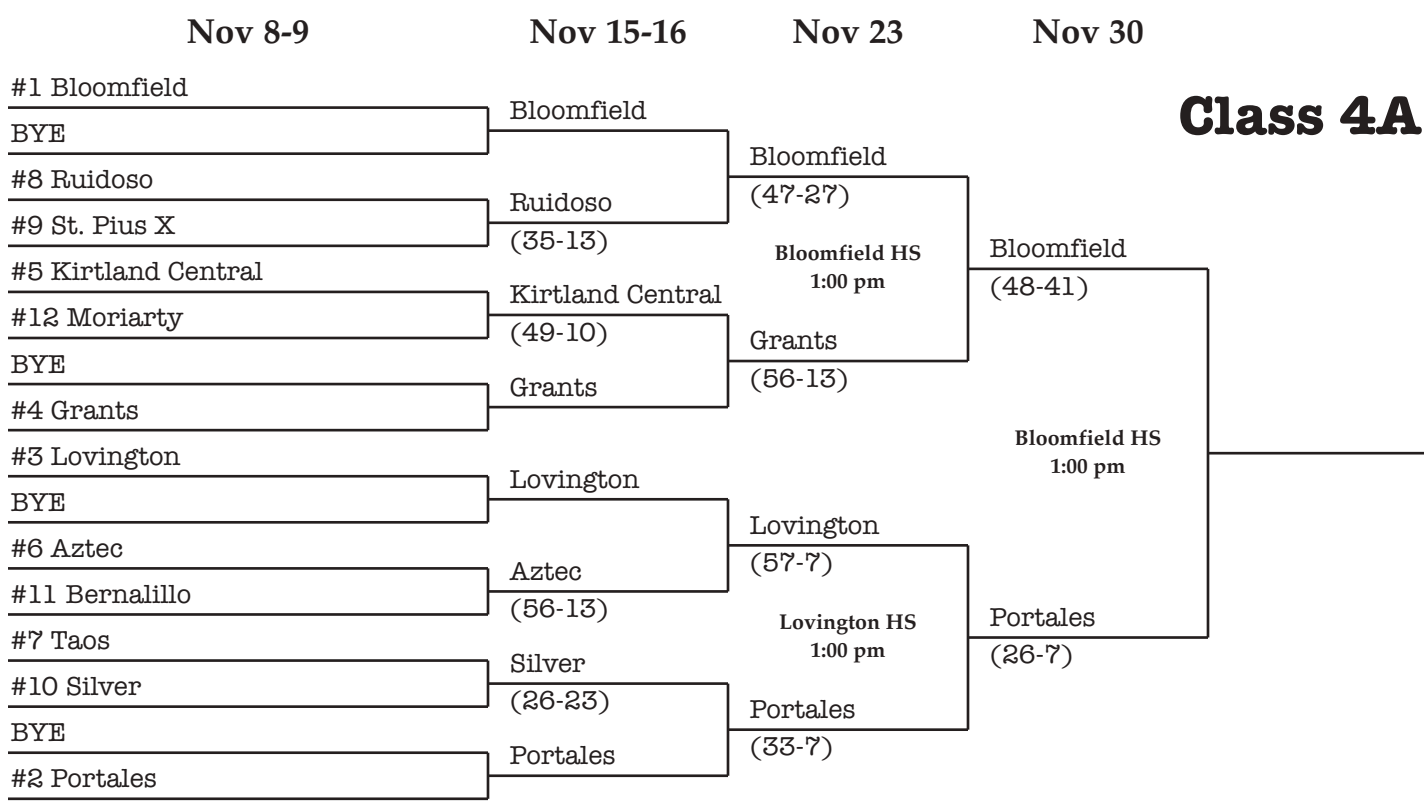 Nov 8-9
Nov 15-16
Nov 23
Nov 30
Class 4A
#1 Bloomfield
BYE
#8 Ruidoso
#9 St. Pius X
#5 Kirtland Central
#12 Moriarty
BYE
#4 Grants
#3 Lovington
BYE
#6 Aztec
#11 Bernalillo
#7 Taos
#10 Silver
BYE
#2 Portales
Bloomfield
Ruidoso
(35-13)
Kirtland Central
(49-10)
Grants
Lovington
Aztec
(56-13)
Silver
(26-23)
Portales
Bloomfield
(47-27)
Bloomfield HS
1:00 pm
Grants
(56-13)
Lovington
(57-7)
Lovington HS
1:00 pm
Portales
(33-7)
Bloomfield
(48-41)
Bloomfield HS
1:00 pm
Portales
(26-7)